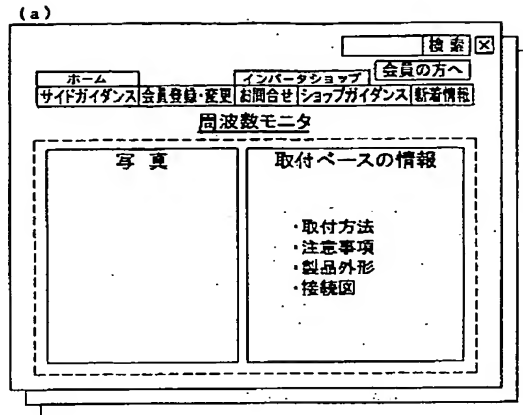 (a)
検索 ×
会員の方へ
ホーム インバータショップ
サイドガイダンス 会員登録・変更 お問合せ ショップガイダンス 新着情報
周波数モニタ
写真 取付ベースの情報
・取付方法
・注意事項
・製品外形
・接続図